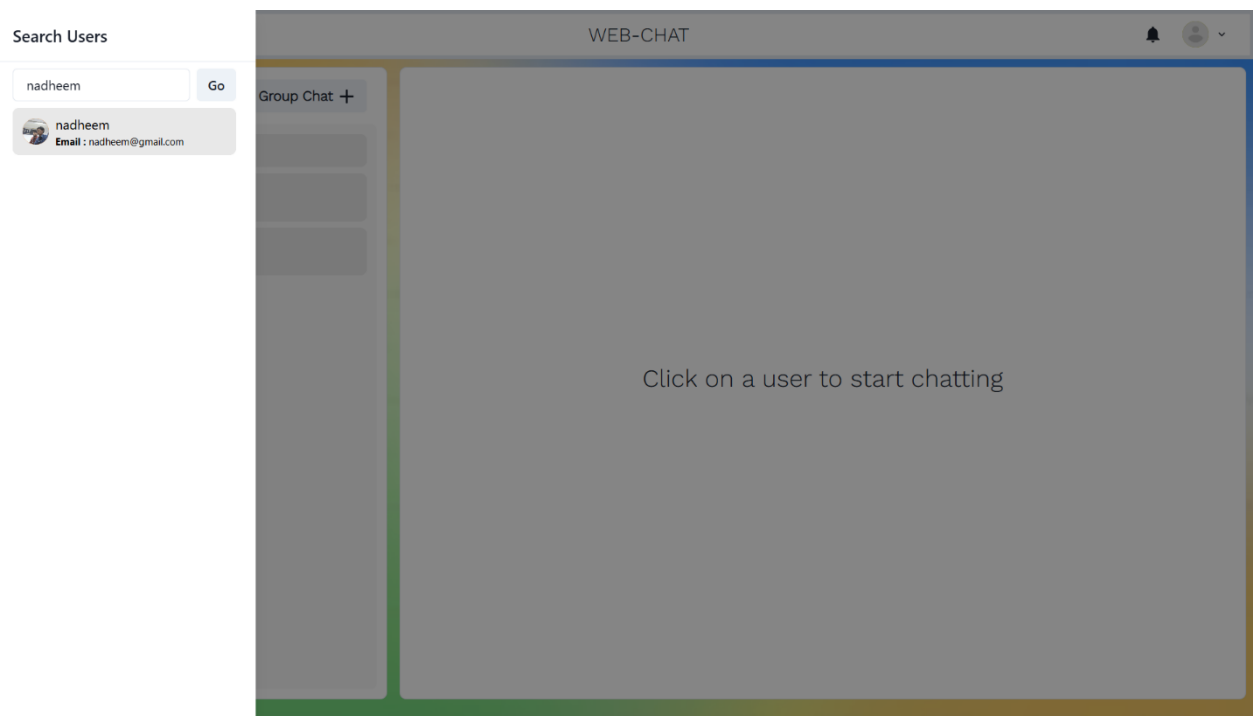 Search Users
WEB-CHAT
nadheem
Go
Group Chat
nadheem
Email : nadheem@gmail.com
Click on a user to start chatting